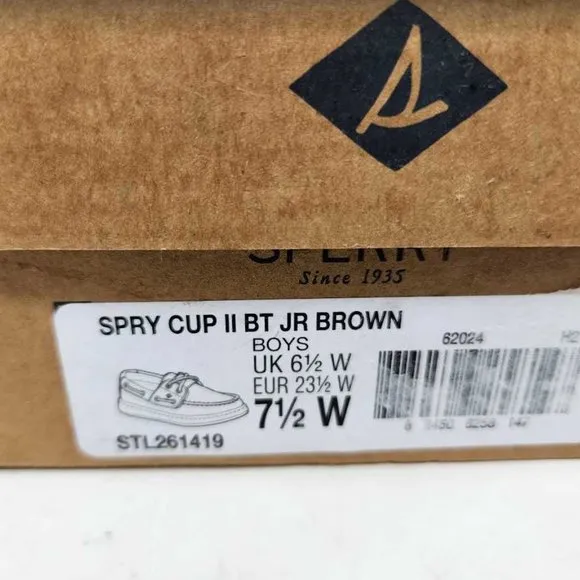 SPERRY
Since 1935
SPRY CUP II BT JR BROWN
BOYS
62024
UK 6½ W
EUR 23½ W
7½ W
STL261419